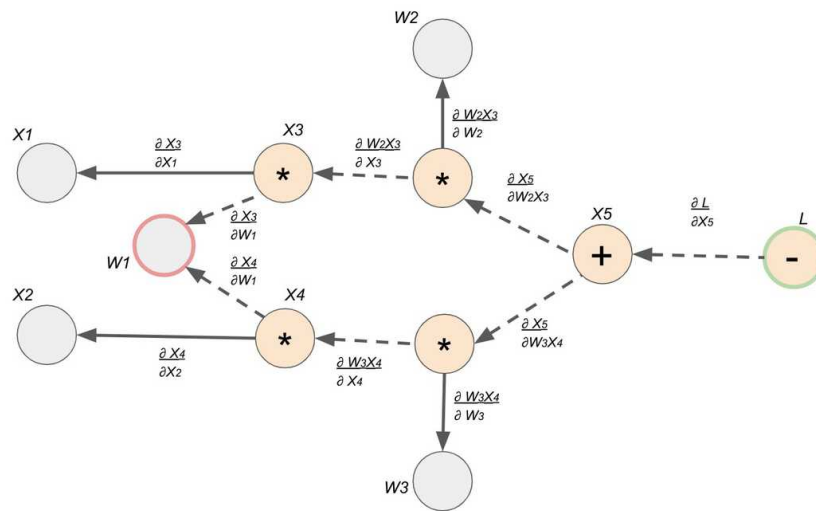 W2
∂ W2X3
∂ W2
X1
∂ X3
∂X1
X3
*
∂ W2X3
∂ X3
*
∂ X5
∂W2X3
X5
+
∂ L
∂X5
L
-
∂ X3
∂W1
W1
∂ X4
∂W1
X2
∂ X4
∂X2
X4
*
∂ W3X4
∂ X4
*
∂ X5
∂W3X4
∂ W3X4
∂ W3
W3